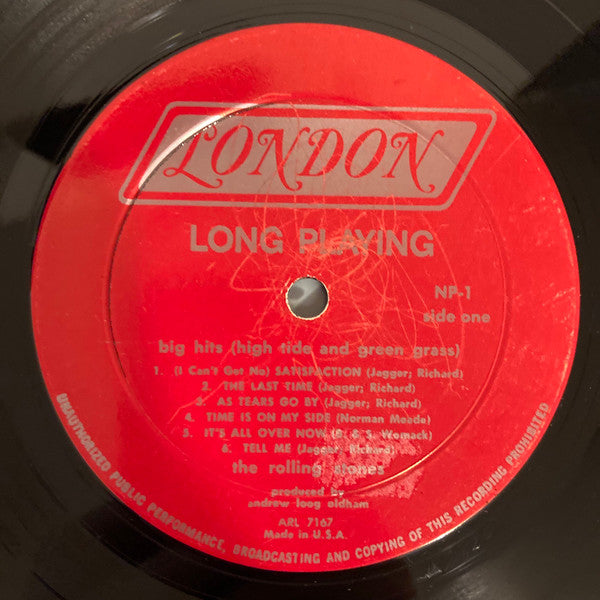 LONDON
LONG PLAYING
NP-1
side one
big hits (high tide and green grass)
1. (I Can't Get No) SATISFACTION (Jagger; Richard)
2. THE LAST TIME (Jagger; Richard)
3. AS TEARS GO BY (Jagger; Richard)
4. TIME IS ON MY SIDE (Norman Meade)
5. IT'S ALL OVER NOW (B. & S. Womack)
6. TELL ME (Jagger; Richard)
the rolling stones
produced by
andrew loog oldham
ARL 7167
Made in U.S.A.
UNAUTHORIZED PUBLIC PERFORMANCE, BROADCASTING AND COPYING OF THIS RECORDING PROHIBITED